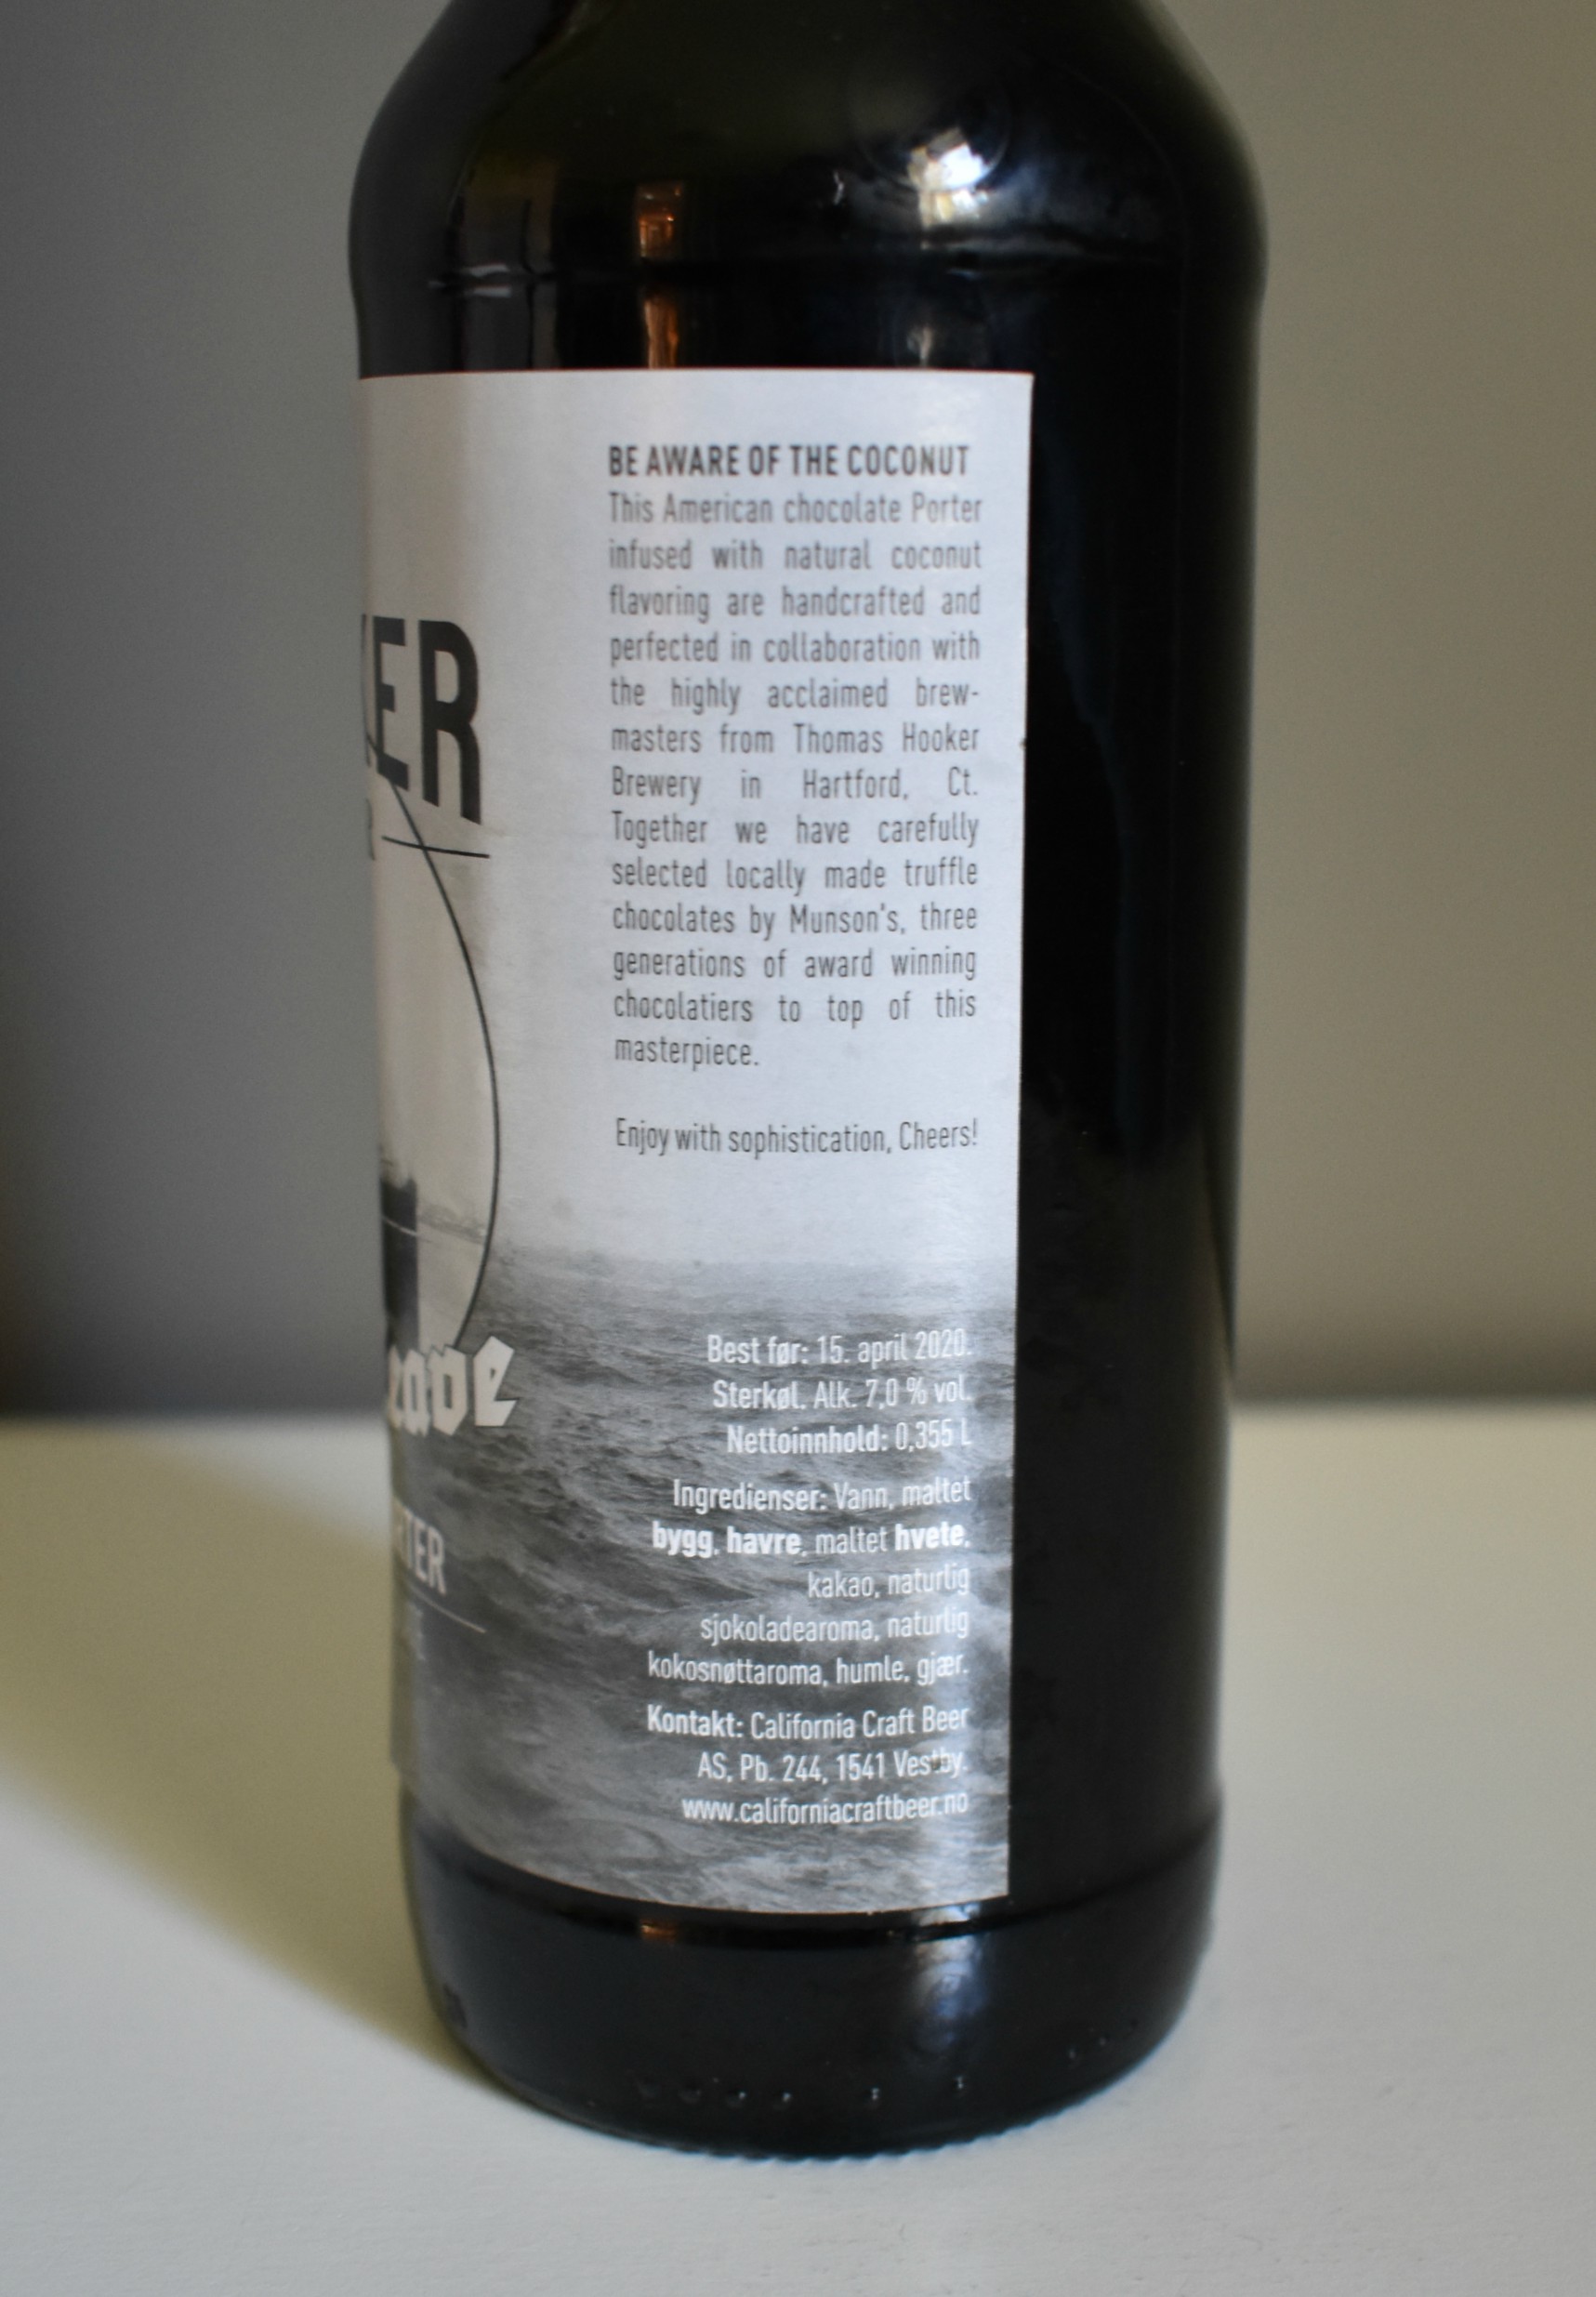 BE AWARE OF THE COCONUT
This American chocolate Porter
infused with natural coconut
flavoring are handcrafted and
perfected in collaboration with
the highly acclaimed brew-
masters from Thomas Hooker
Brewery in Hartford, Ct.
Together we have carefully
selected locally made truffle
chocolates by Munson's, three
generations of award winning
chocolatiers to top of this
masterpiece.
Enjoy with sophistication, Cheers!
Best før: 15. april 2020.
Sterkøl. Alk. 7,0 % vol.
Nettoinnhold: 0,355 L
Ingredienser: Vann, maltet
bygg, havre, maltet hvete,
kakao, naturlig
sjokoladearoma, naturlig
kokosnøttaroma, humle, gjær.
Kontakt: California Craft Beer
AS, Pb. 244, 1541 Vestby.
www.californiacraftbeer.no